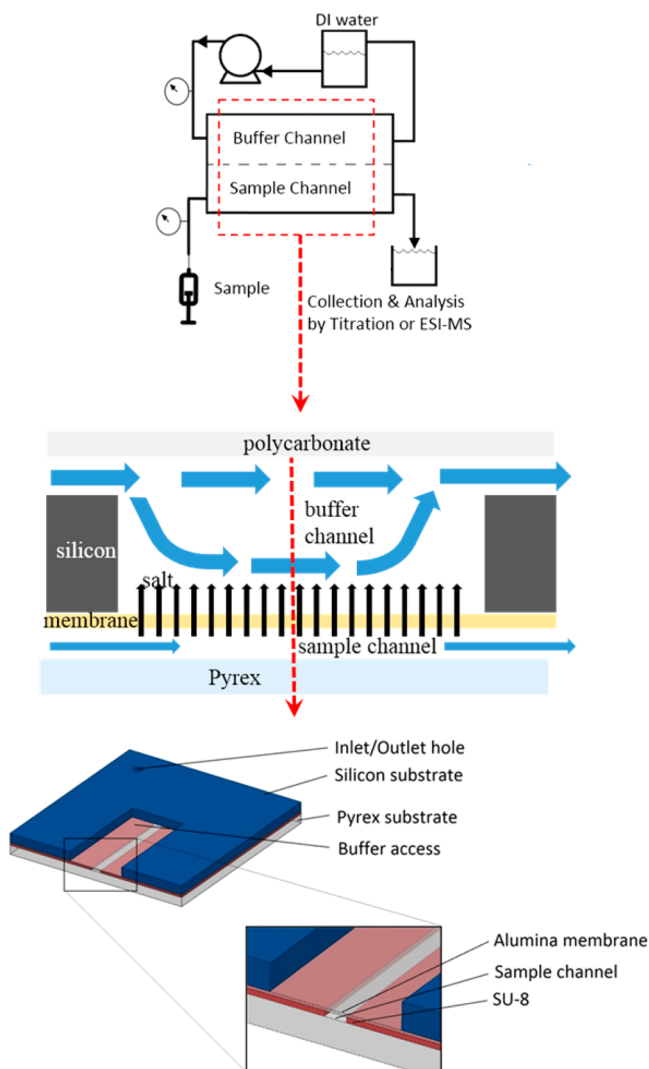 DI water
Buffer Channel
Sample Channel
Sample
Collection & Analysis
by Titration or ESI-MS
polycarbonate
buffer
channel
silicon
salt
membrane
sample channel
Pyrex
Inlet/Outlet hole
Silicon substrate
Pyrex substrate
Buffer access
Alumina membrane
Sample channel
SU-8